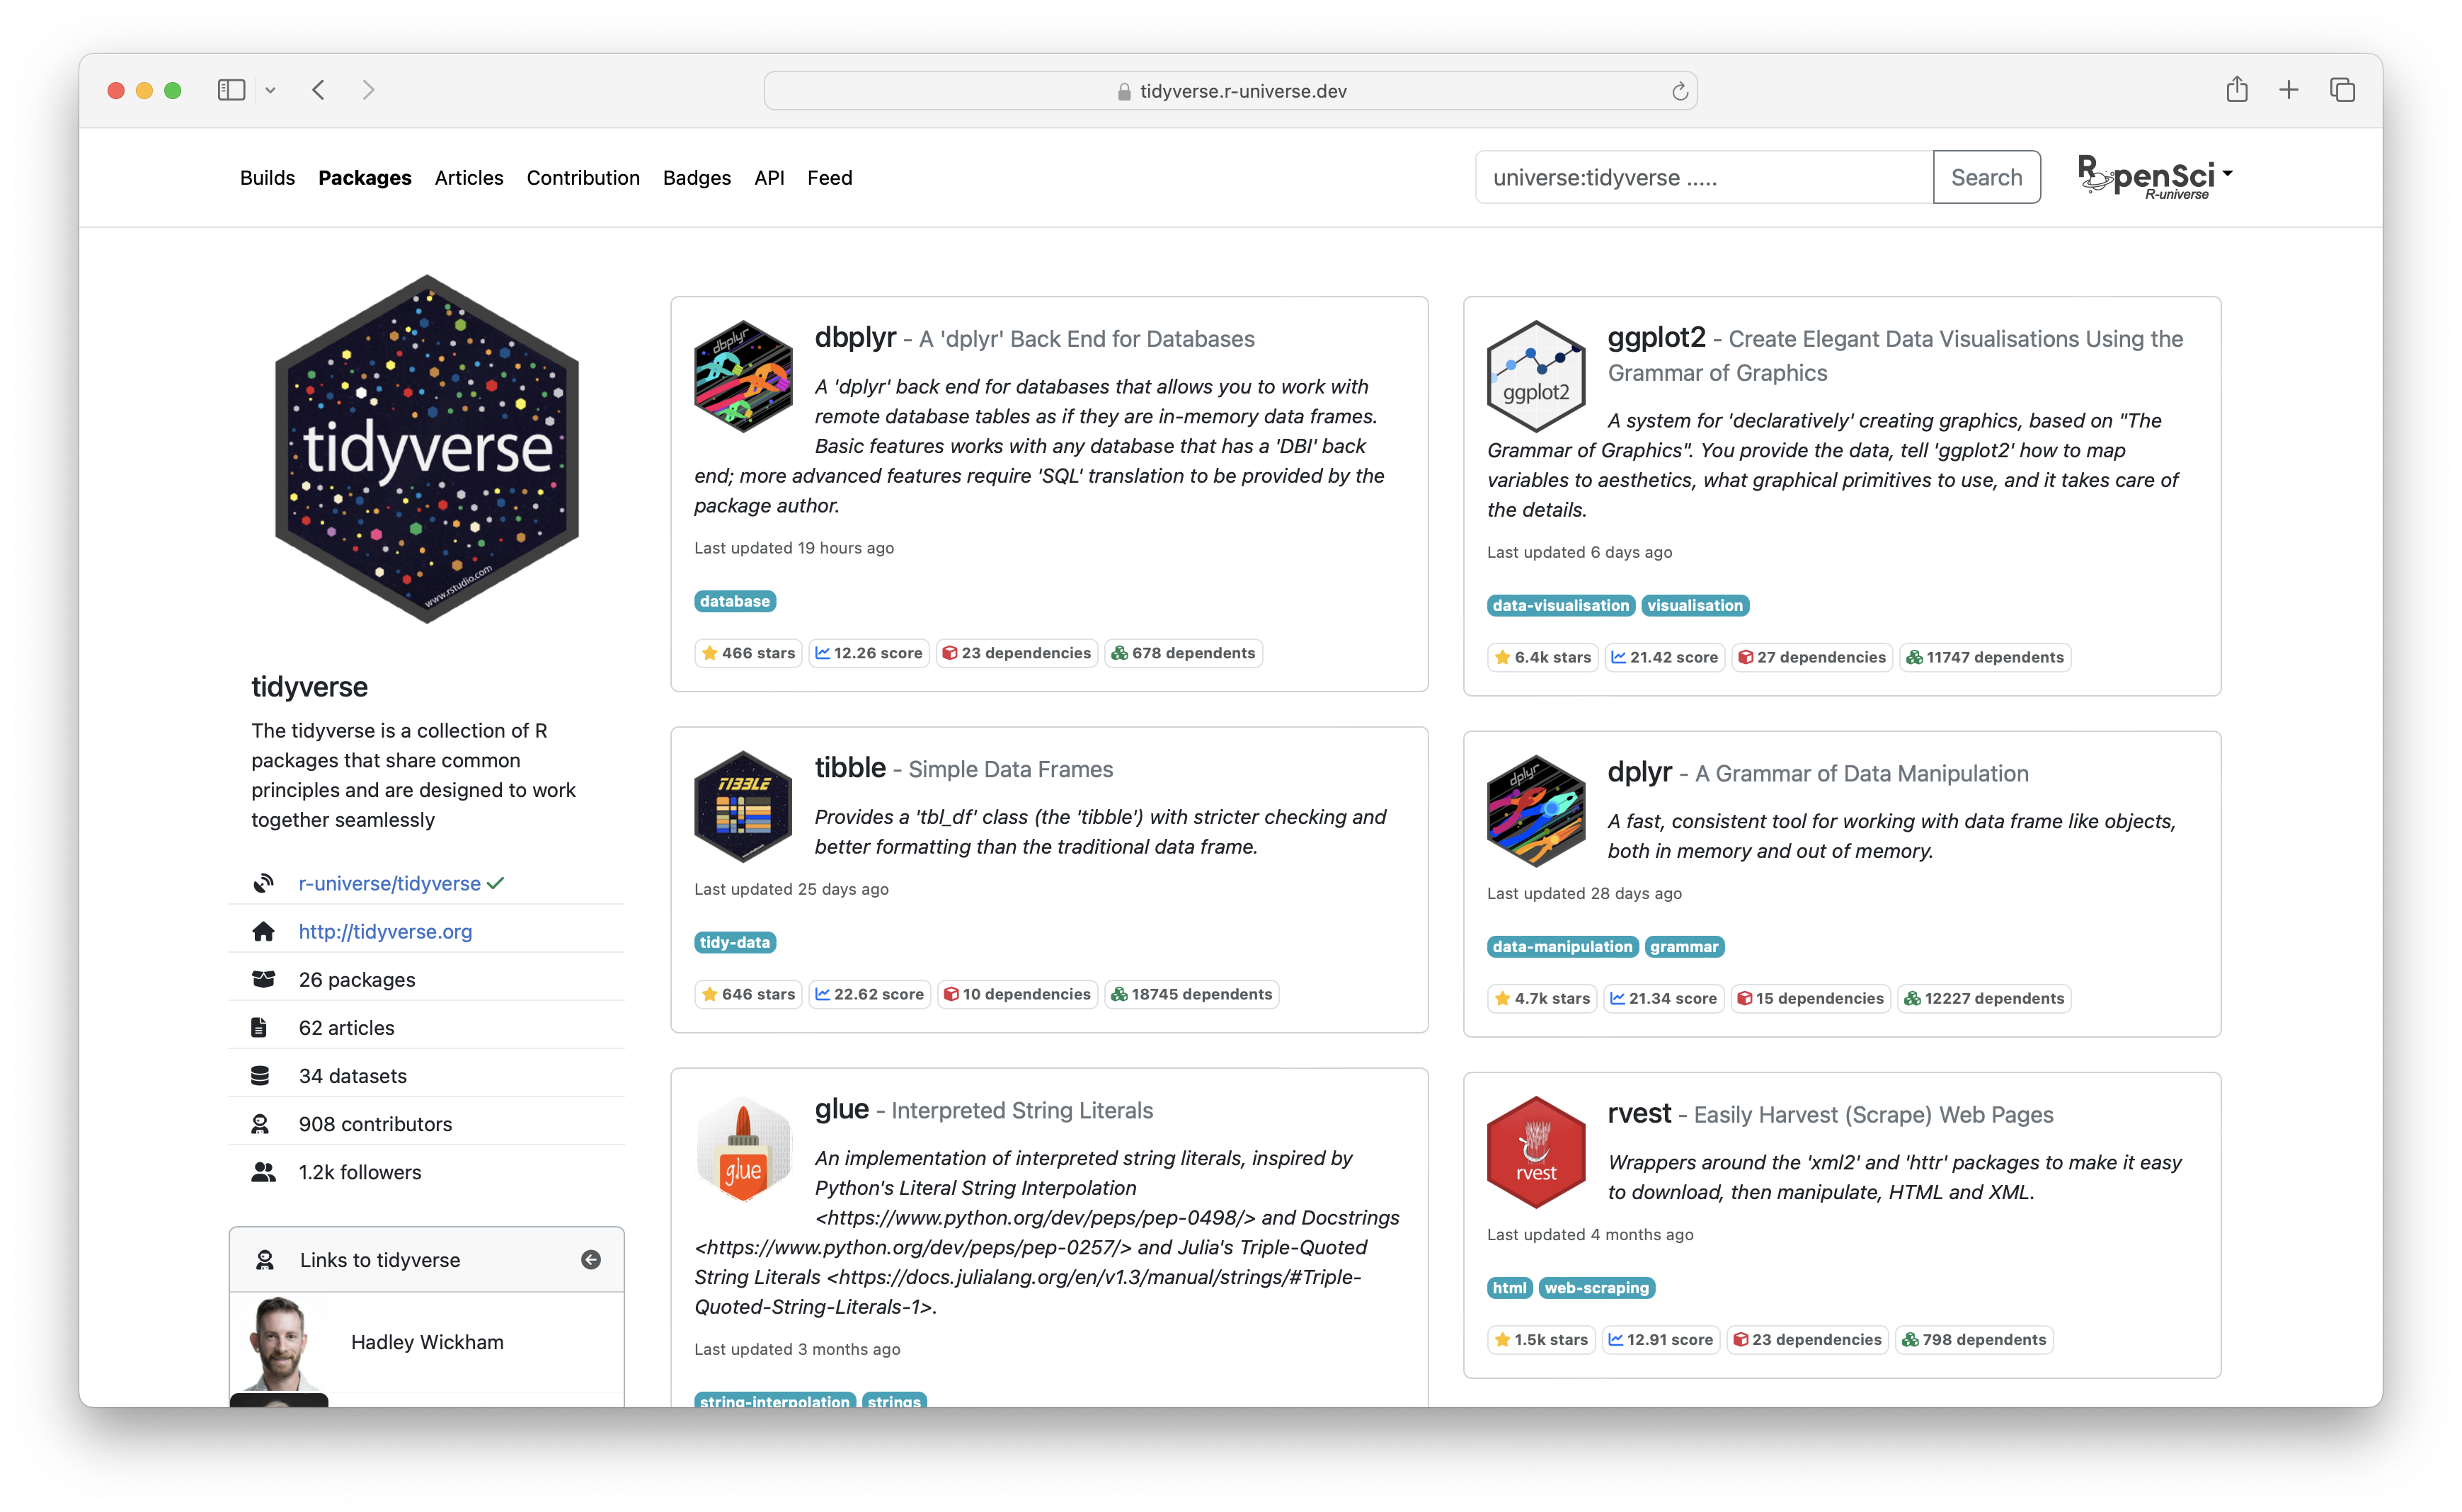 tidyverse.r-universe.dev
Builds Packages Articles Contribution Badges API Feed
universe:tidyverse ..... Search
R penSci
R-universe
tidyverse
www.rstudio.com
tidyverse
The tidyverse is a collection of R
packages that share common
principles and are designed to work
together seamlessly
r-universe/tidyverse
http://tidyverse.org
26 packages
62 articles
34 datasets
908 contributors
1.2k followers
Links to tidyverse
Hadley Wickham
dbplyr
dbplyr - A 'dplyr' Back End for Databases
A 'dplyr' back end for databases that allows you to work with
remote database tables as if they are in-memory data frames.
Basic features works with any database that has a 'DBI' back
end; more advanced features require 'SQL' translation to be provided by the
package author.
Last updated 19 hours ago
database
466 stars 12.26 score 23 dependencies 678 dependents
ggplot2
ggplot2 - Create Elegant Data Visualisations Using the
Grammar of Graphics
A system for 'declaratively' creating graphics, based on "The
Grammar of Graphics". You provide the data, tell 'ggplot2' how to map
variables to aesthetics, what graphical primitives to use, and it takes care of
the details.
Last updated 6 days ago
data-visualisation visualisation
6.4k stars 21.42 score 27 dependencies 11747 dependents
TIBBLE
tibble - Simple Data Frames
Provides a 'tbl_df' class (the 'tibble') with stricter checking and
better formatting than the traditional data frame.
Last updated 25 days ago
tidy-data
646 stars 22.62 score 10 dependencies 18745 dependents
dplyr
dplyr - A Grammar of Data Manipulation
A fast, consistent tool for working with data frame like objects,
both in memory and out of memory.
Last updated 28 days ago
data-manipulation grammar
4.7k stars 21.34 score 15 dependencies 12227 dependents
glue
glue - Interpreted String Literals
An implementation of interpreted string literals, inspired by
Python's Literal String Interpolation
<https://www.python.org/dev/peps/pep-0498/> and Docstrings
<https://www.python.org/dev/peps/pep-0257/> and Julia's Triple-Quoted
String Literals <https://docs.julialang.org/en/v1.3/manual/strings/#Triple-
Quoted-String-Literals-1>.
Last updated 3 months ago
string-interpolation strings
rvest
rvest - Easily Harvest (Scrape) Web Pages
Wrappers around the 'xml2' and 'httr' packages to make it easy
to download, then manipulate, HTML and XML.
Last updated 4 months ago
html web-scraping
1.5k stars 12.91 score 23 dependencies 798 dependents